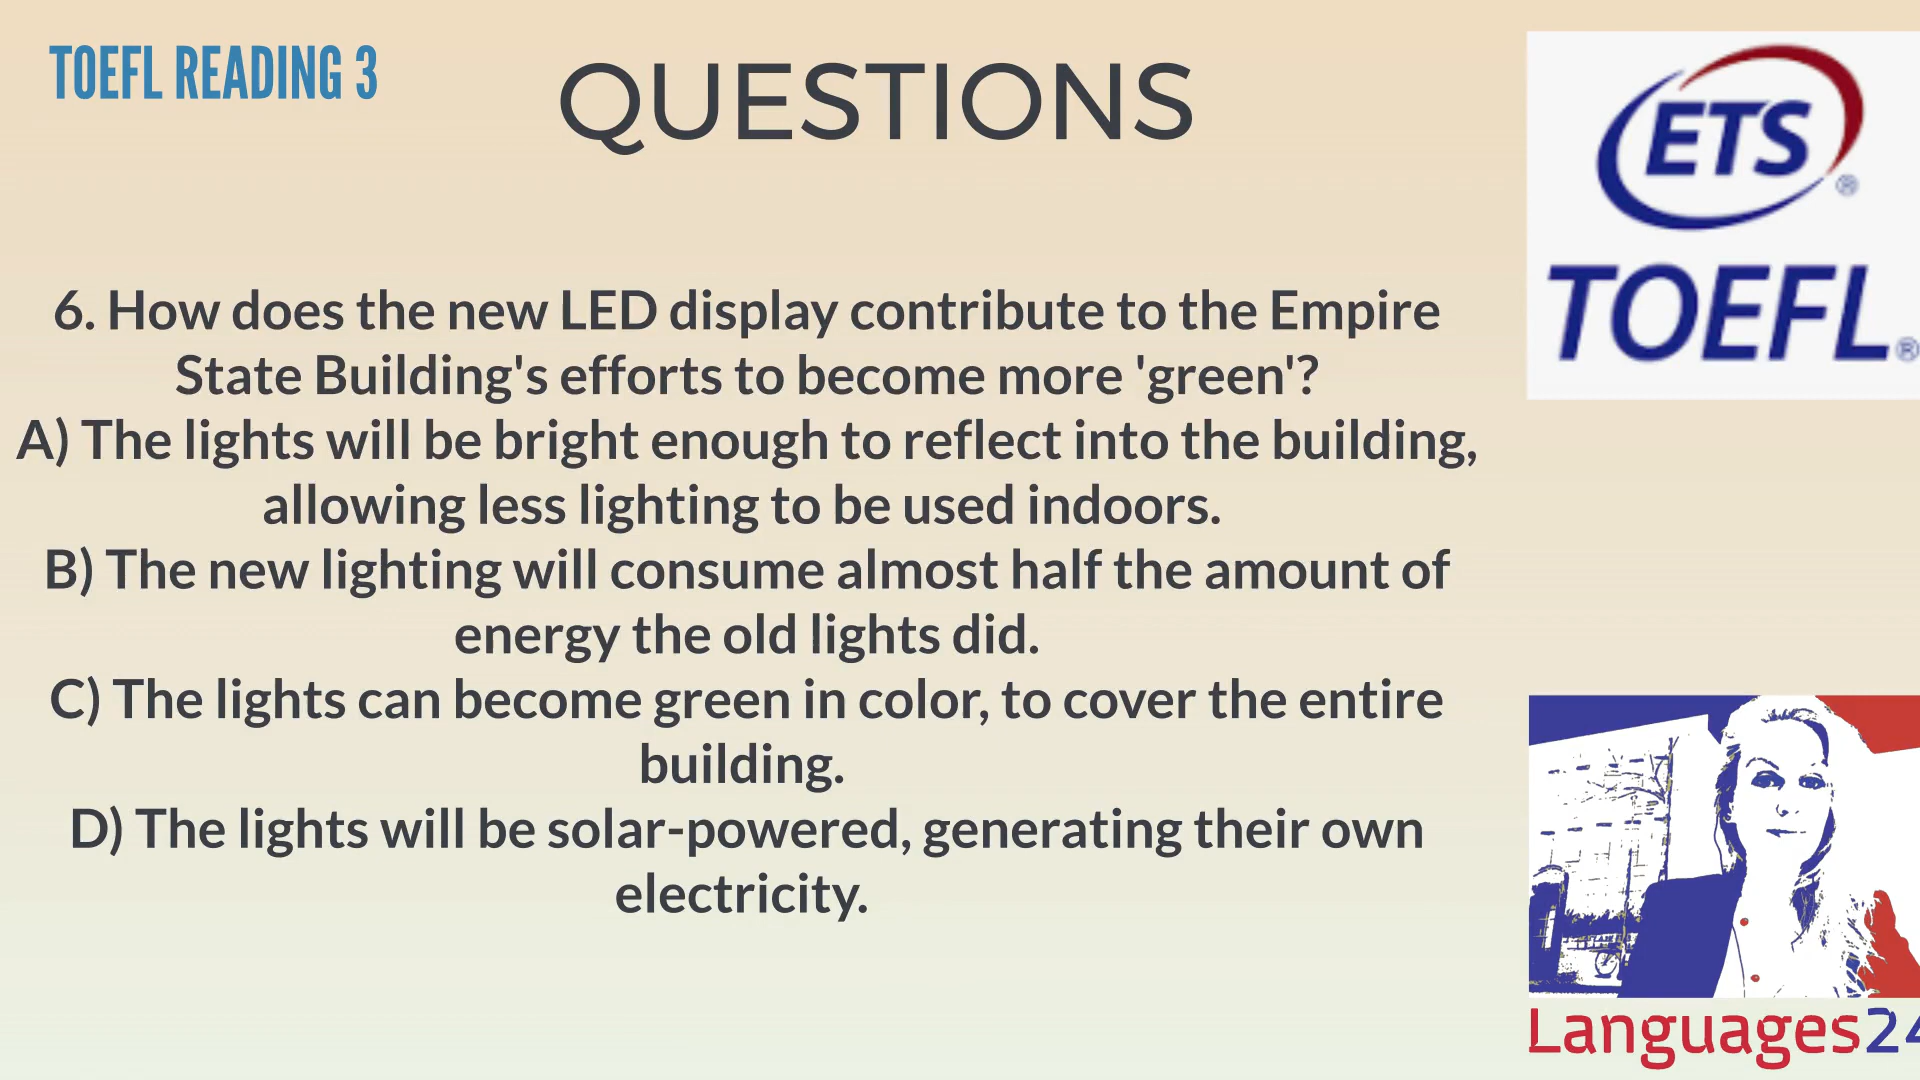 TOEFL READING 3
QUESTIONS
ETS®
TOEFL®
6. How does the new LED display contribute to the Empire
State Building's efforts to become more 'green'?
A) The lights will be bright enough to reflect into the building,
allowing less lighting to be used indoors.
B) The new lighting will consume almost half the amount of
energy the old lights did.
C) The lights can become green in color, to cover the entire
building.
D) The lights will be solar-powered, generating their own
electricity.
Languages24